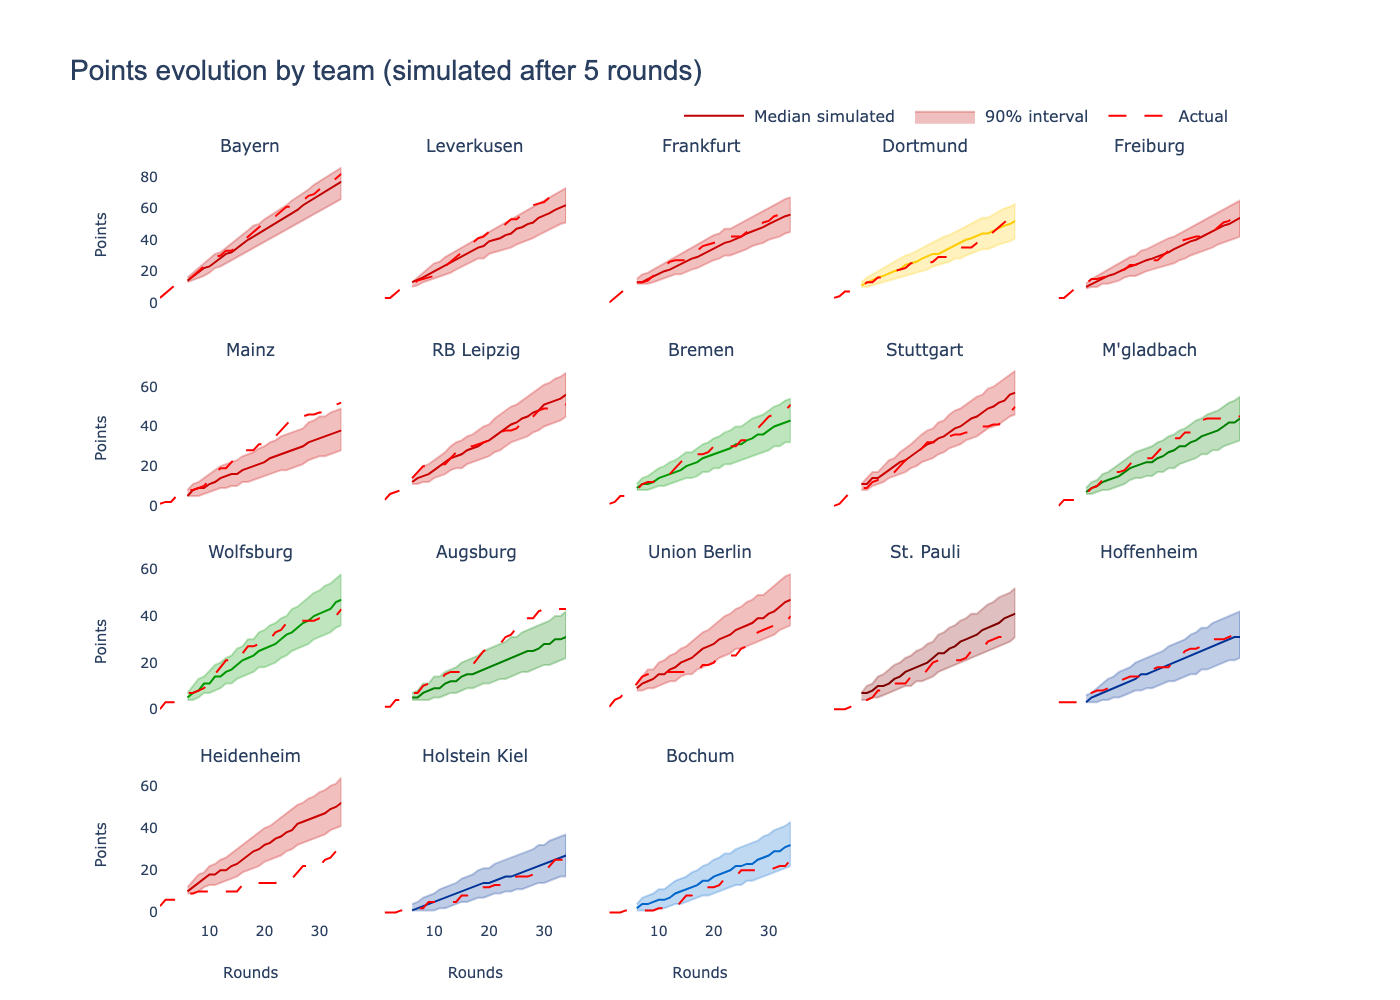 Points evolution by team (simulated after 5 rounds)
Median simulated 90% interval Actual
Bayern Leverkusen Frankfurt Dortmund Freiburg
80
60
40
20
0
Points
Mainz RB Leipzig Bremen Stuttgart M'gladbach
60
40
20
0
Points
Wolfsburg Augsburg Union Berlin St. Pauli Hoffenheim
60
40
20
0
Points
Heidenheim Holstein Kiel Bochum
60
40
20
0
Points
10 20 30 10 20 30 10 20 30
Rounds Rounds Rounds